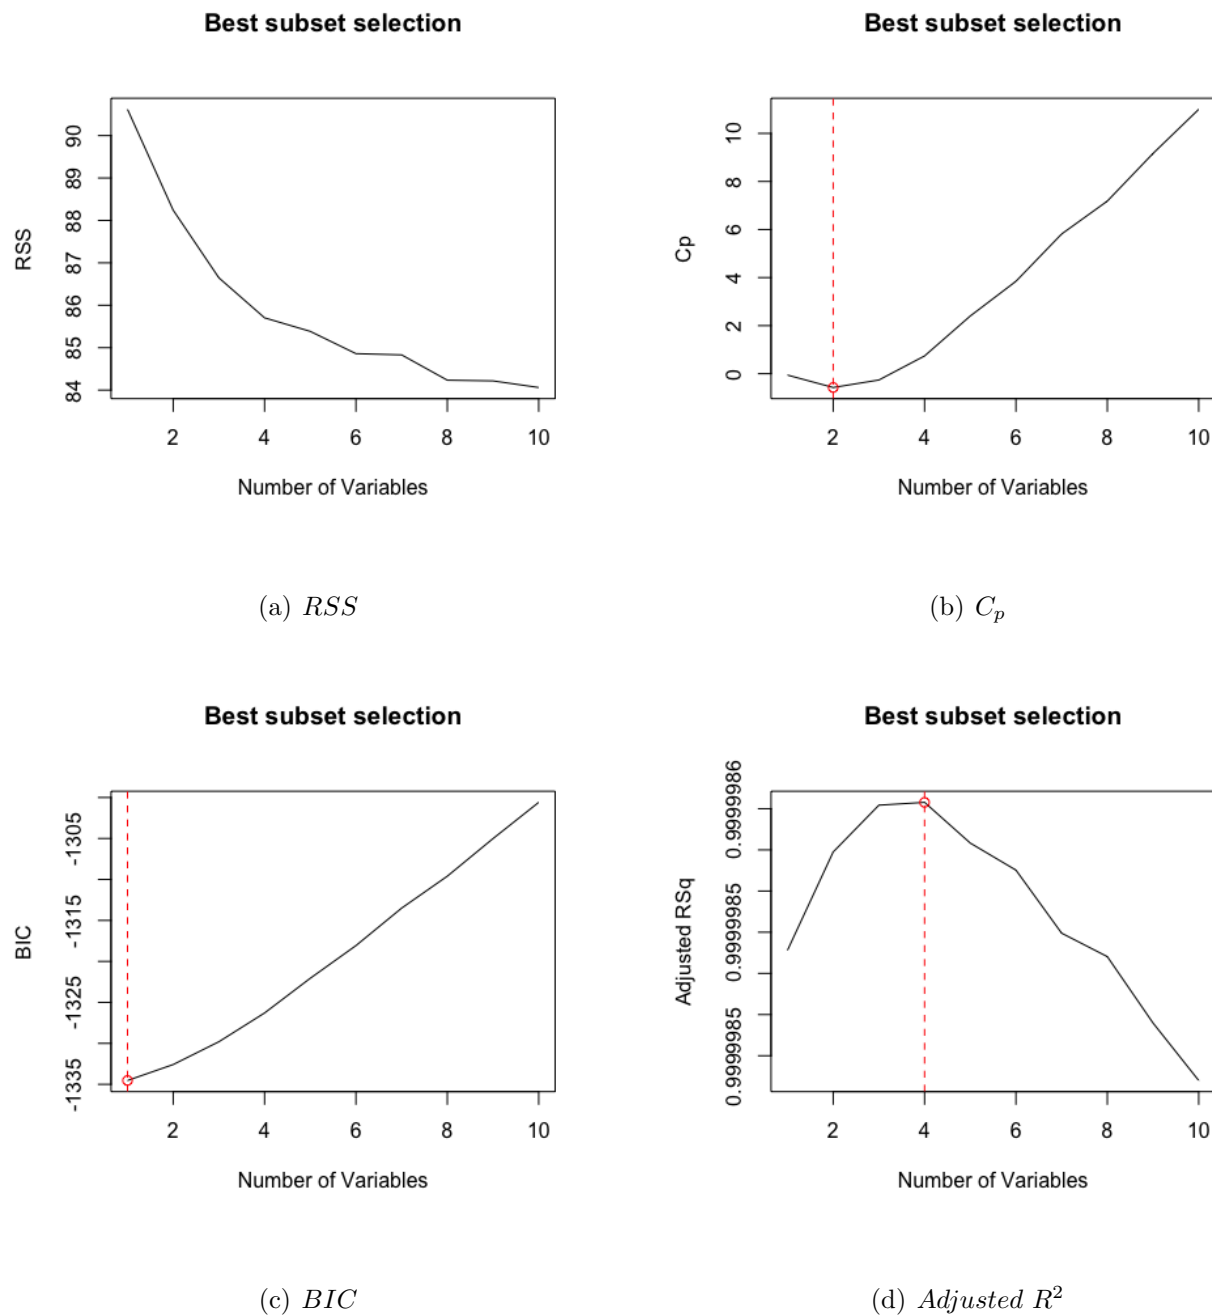 Best subset selection
RSS
84 85 86 87 88 89 90
2 4 6 8 10
Number of Variables
(a) RSS
Best subset selection
Cp
0 2 4 6 8 10
2 4 6 8 10
Number of Variables
(b) C_p
Best subset selection
BIC
-1335 -1325 -1315 -1305
2 4 6 8 10
Number of Variables
(c) BIC
Best subset selection
Adjusted RSq
0.9999985 0.9999985 0.9999986
2 4 6 8 10
Number of Variables
(d) Adjusted R²